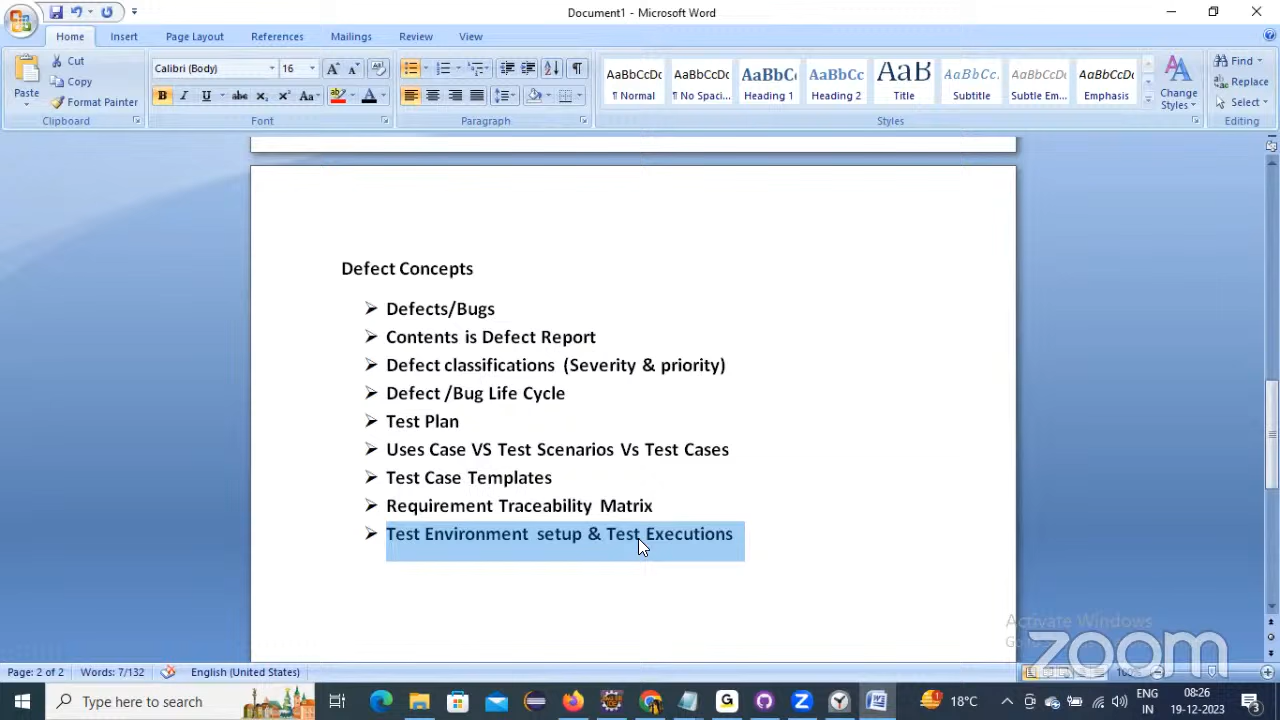 Document1 - Microsoft Word
Home Insert Page Layout References Mailings Review View
Paste
Cut
Copy
Format Painter
Clipboard
Calibri (Body) 16
Font
Paragraph
AaBbCcDc AaBbCcDc AaBbC AaBbCc AaB AaBbCc. AaBbCcDc AaBbCcDc
¶ Normal ¶ No Spaci... Heading 1 Heading 2 Title Subtitle Subtle Em... Emphasis
Styles
Change Styles
Find
Replace
Select
Editing
Defect Concepts
Defects/Bugs
Contents is Defect Report
Defect classifications (Severity & priority)
Defect /Bug Life Cycle
Test Plan
Uses Case VS Test Scenarios Vs Test Cases
Test Case Templates
Requirement Traceability Matrix
Test Environment setup & Test Executions
Activate Windows
zoom
Page: 2 of 2 Words: 7/132 English (United States)
Type here to search
18°C
ENG
IN
08:26
19-12-2023